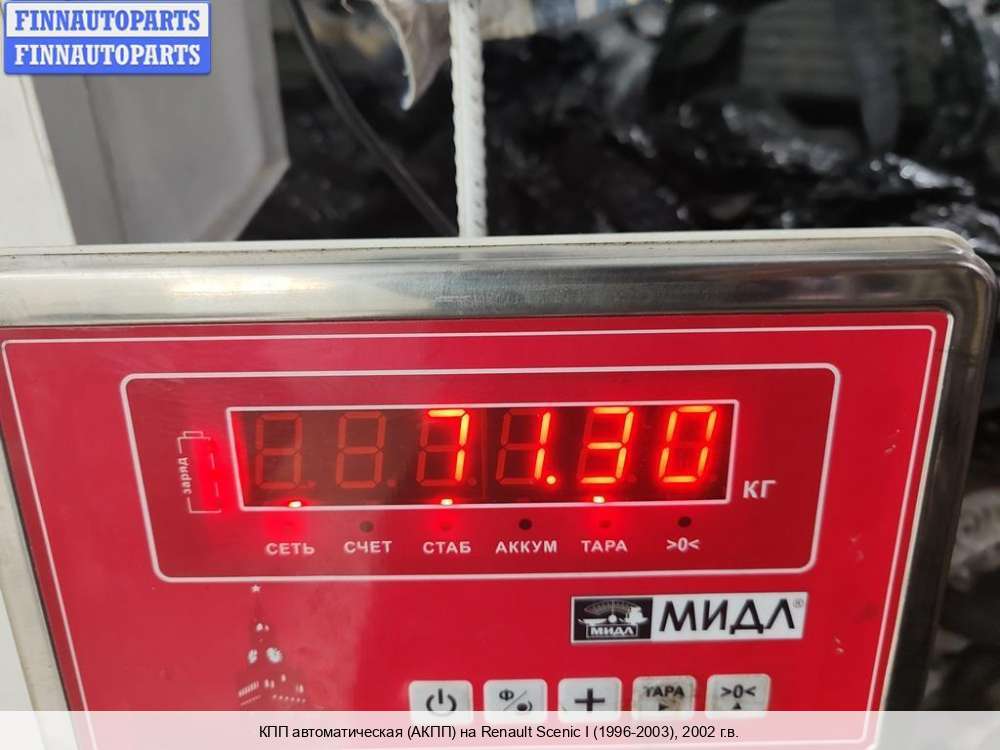 FINNAUTOPARTS
FINNAUTOPARTS
заряд
71.30
КГ
СЕТЬ СЧЕТ СТАБ АККУМ ТАРА >0<
МИДЛ МИДЛ®
Ф ТАРА >0<
КПП автоматическая (АКПП) на Renault Scenic I (1996-2003), 2002 г.в.